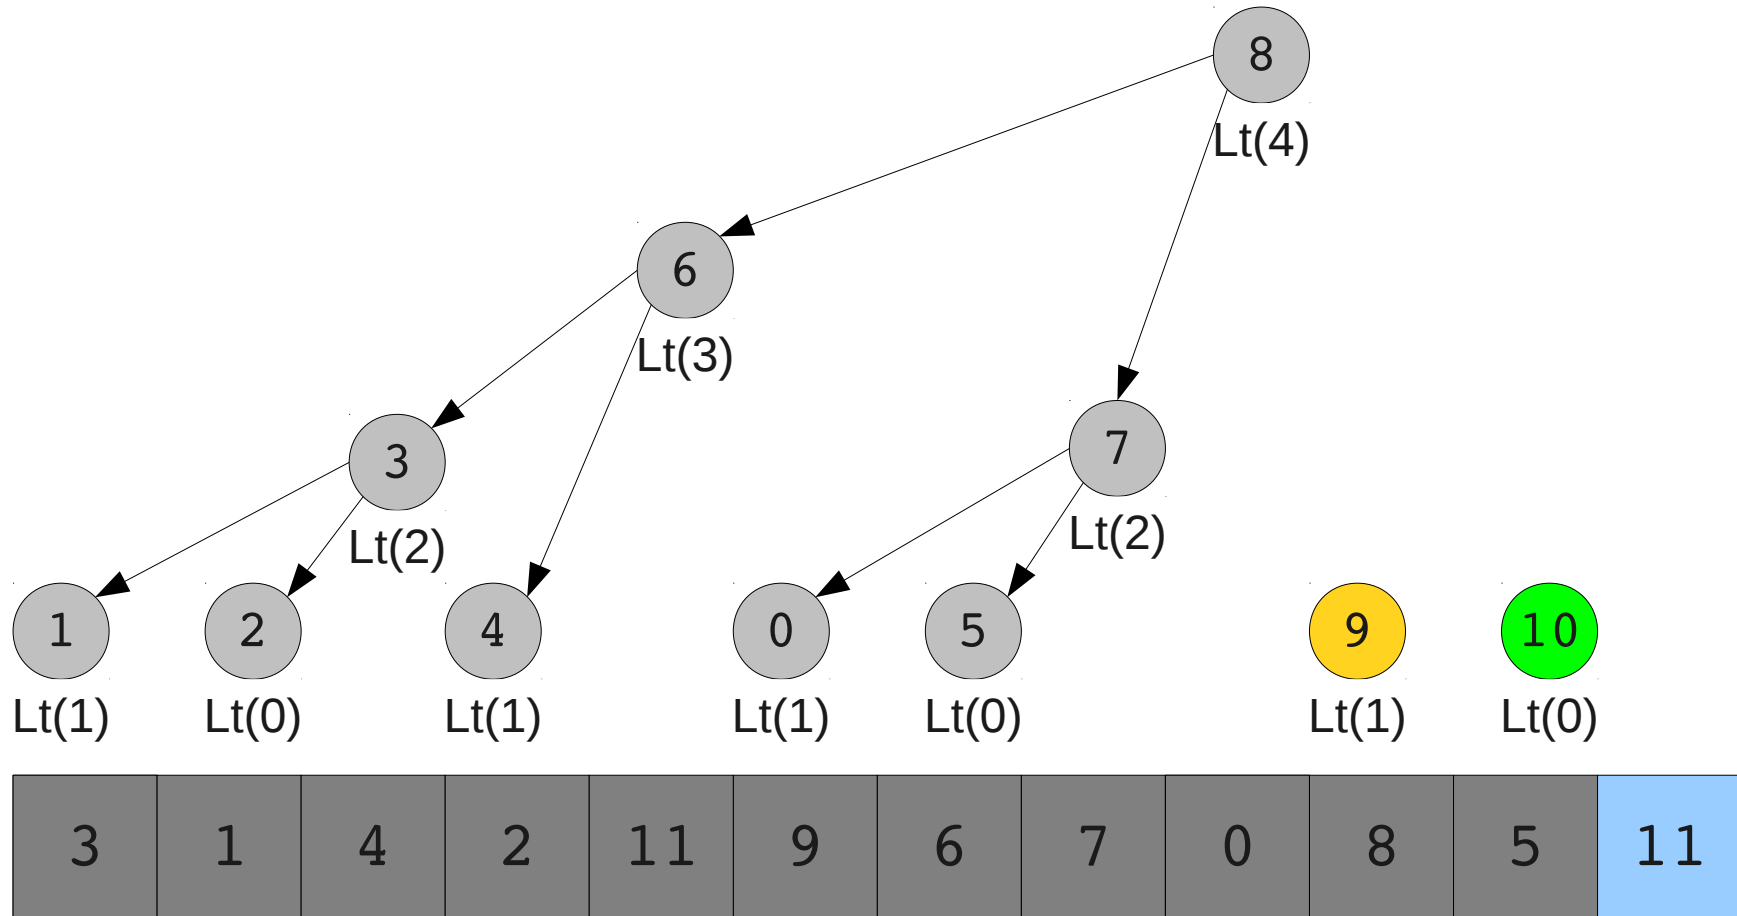 8
Lt(4)
6
Lt(3)
3
7
Lt(2)
Lt(2)
1 2 4 0 5 9 10
Lt(1) Lt(0) Lt(1) Lt(1) Lt(0) Lt(1) Lt(0)
3 1 4 2 11 9 6 7 0 8 5 11